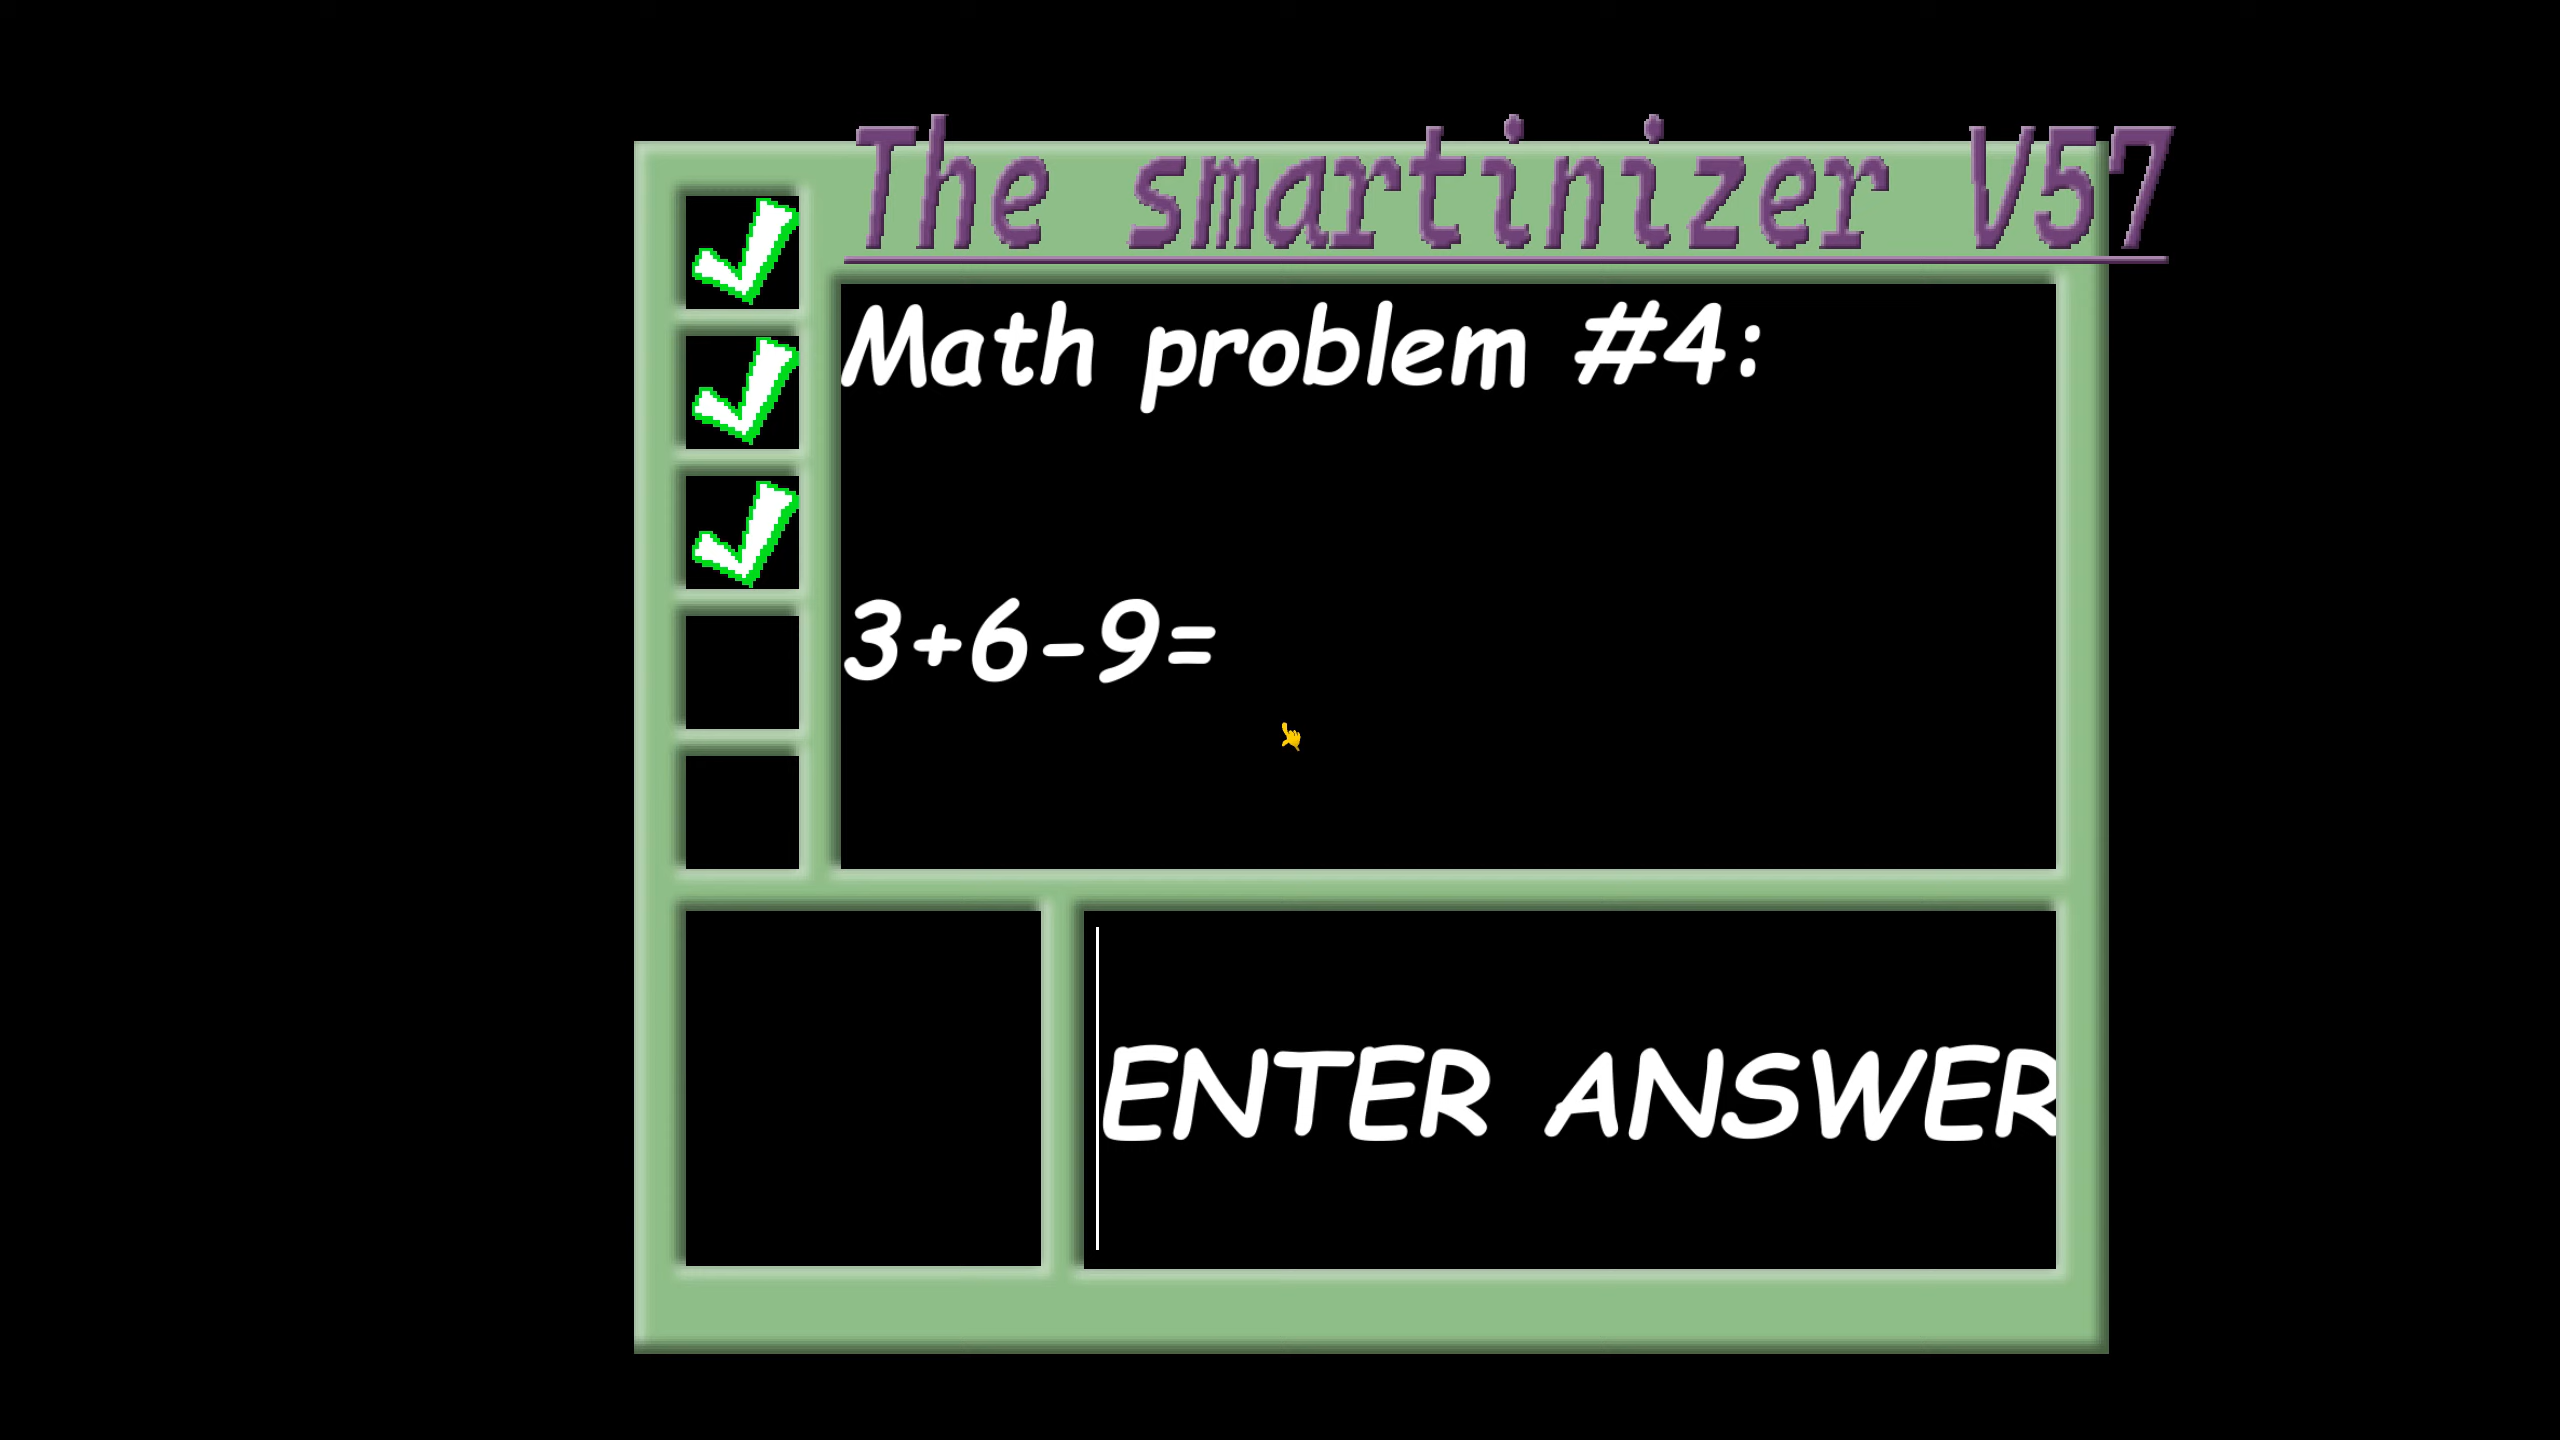 The smartinizer V57
Math problem #4:
3+6-9=
ENTER ANSWER